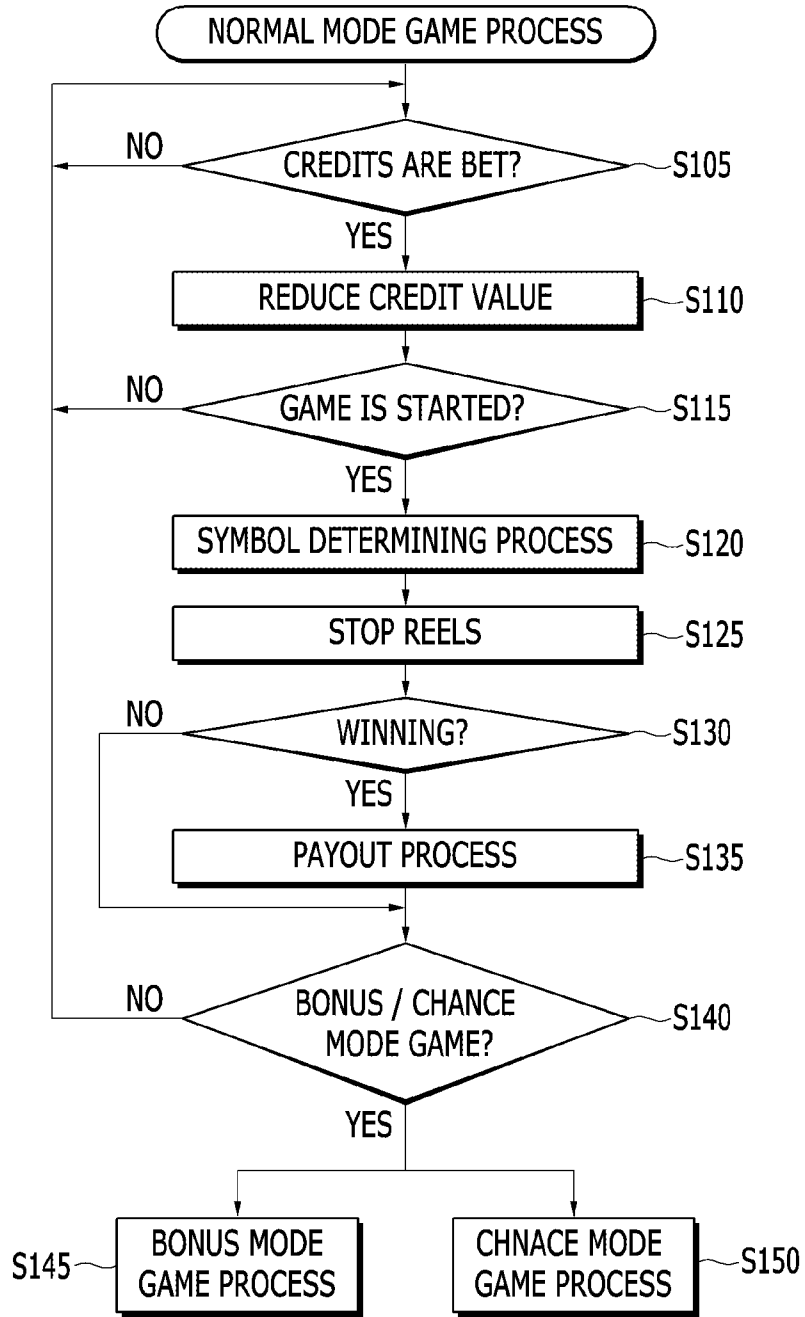 NORMAL MODE GAME PROCESS
NO
CREDITS ARE BET?
S105
YES
REDUCE CREDIT VALUE
S110
NO
GAME IS STARTED?
S115
YES
SYMBOL DETERMINING PROCESS
S120
STOP REELS
S125
NO
WINNING?
S130
YES
PAYOUT PROCESS
S135
NO
BONUS / CHANCE
MODE GAME?
S140
YES
S145
BONUS MODE
GAME PROCESS
CHNACE MODE
GAME PROCESS
S150